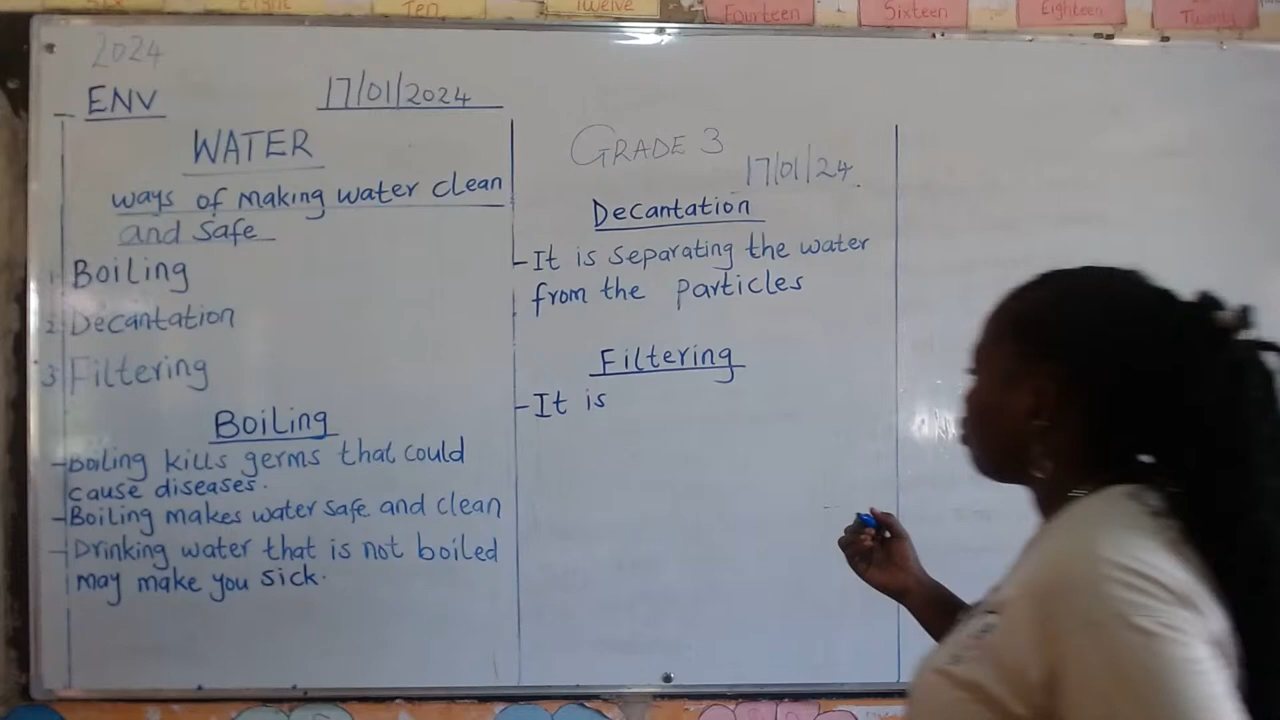 Six
Eight
Ten
Twelve
Fourteen
Sixteen
Eighteen
Twenty
2024
ENV 17/01/2024
WATER
ways of making water clean
and safe
1 Boiling
2 Decantation
3 Filtering
Boiling
-Boiling kills germs that could
cause diseases.
-Boiling makes water safe and clean
-Drinking water that is not boiled
may make you sick.
GRADE 3
17/01/24.
Decantation
-It is separating the water
from the particles
Filtering
-It is